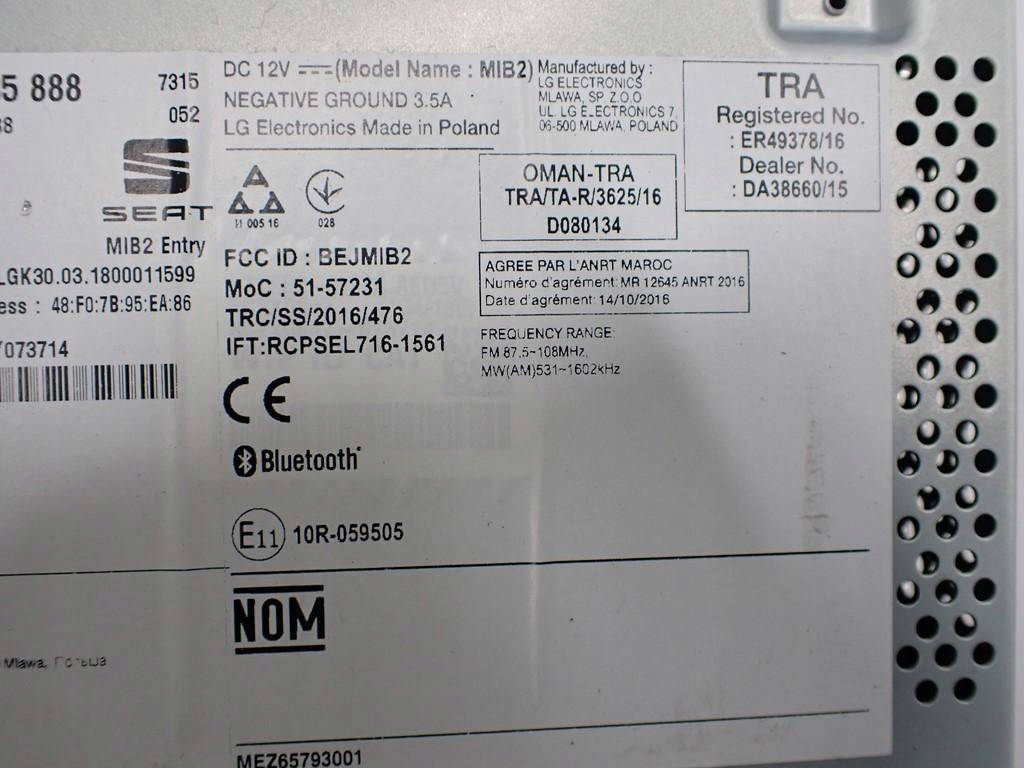 5 888
7315
052
SEAT
MIB2 Entry
LGK30.03.1800011599
ess : 48:F0:7B:95:EA:86
073714
Mlawa,
DC 12V (Model Name : MIB2)
NEGATIVE GROUND 3.5A
LG Electronics Made in Poland
Manufactured by :
LG ELECTRONICS
MLAWA, SP. Z.O.O
UL. LG ELECTRONICS 7,
06-500 MLAWA, POLAND
TRA
Registered No.
: ER49378/16
Dealer No.
: DA38660/15
11 005 16
028
OMAN-TRA
TRA/TA-R/3625/16
D080134
FCC ID : BEJMIB2
MoC : 51-57231
TRC/SS/2016/476
IFT:RCPSEL716-1561
AGREE PAR L'ANRT MAROC
Numéro d'agrément: MR 12645 ANRT 2016
Date d'agrément: 14/10/2016
FREQUENCY RANGE:
FM 87.5~108MHz,
MW(AM)531~1602kHz
CE
Bluetooth
E11 10R-059505
NOM
MEZ65793001